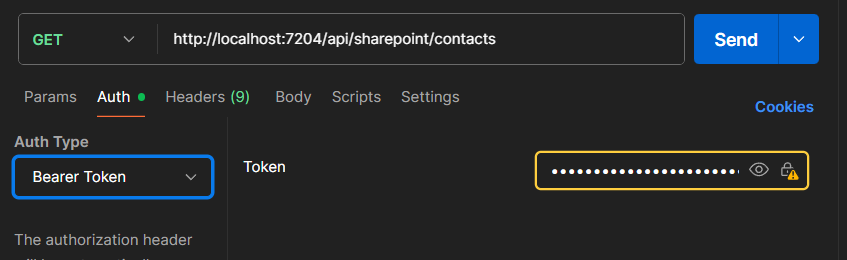 GET http://localhost:7204/api/sharepoint/contacts Send
Params Auth Headers (9) Body Scripts Settings Cookies
Auth Type
Bearer Token
Token
The authorization header